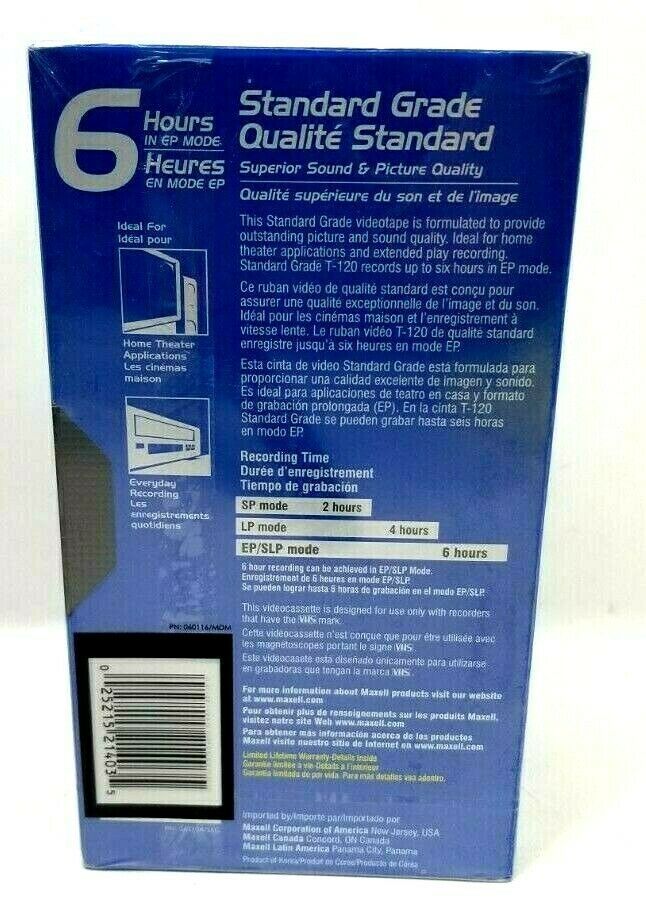 6
Hours
IN EP MODE
Heures
EN MODE EP
Standard Grade
Qualité Standard
Superior Sound & Picture Quality
Qualité supérieure du son et de l'image
Ideal For
Idéal pour
Home Theater
Applications
Les cinémas
maison
Everyday
Recording
Les
enregistrements
quotidiens
This Standard Grade videotape is formulated to provide
outstanding picture and sound quality. Ideal for home
theater applications and extended play recording.
Standard Grade T-120 records up to six hours in EP mode.
Ce ruban vidéo de qualité standard est conçu pour
assurer une qualité exceptionnelle de l'image et du son.
Idéal pour les cinémas maison et l'enregistrement à
vitesse lente. Le ruban vidéo T-120 de qualité standard
enregistre jusqu'a six heures en mode EP.
Esta cinta de video Standard Grade está formulada para
proporcionar una calidad excelente de imagen y sonido.
Es ideal para aplicaciones de teatro en casa y formato
de grabación prolongada (EP). En la cinta T-120
Standard Grade se pueden grabar hasta seis horas
en modo EP.
Recording Time
Durée d'enregistrement
Tiempo de grabación
SP mode 2 hours
LP mode 4 hours
EP/SLP mode 6 hours
6 hour recording can be achieved in EP/SLP Mode.
Enregistrement de 6 heures en mode EP/SLP.
Se pueden lograr hasta 6 horas de grabación en el modo EP/SLP.
This videocassette is designed for use only with recorders
that have the VHS mark.
Cette vidéocassette n'est conçue que pour être utilisée avec
les magnétoscopes portant le signe VHS
Este videocasete está diseñado únicamente para utilizarse
en grabadoras que tengan la marca VHS.
For more information about Maxell products visit our website
at www.maxell.com
Pour obtenir plus de renseignements sur les produits Maxell,
visitez notre site Web www.maxell.com
Para obtener más información acerca de los productos
Maxell visite nuestro sitio de Internet en www.maxell.com
Limited Lifetime Warranty-Details Inside
Garantie limitée à vie-Détails à l'intérieur
Garantía limitada de por vida. Para más detalles vea adentro.
PN: 060116/MDM
0 25215 21403 5
Imported by/Importé par/Importado por
Maxell Corporation of America New Jersey, USA
Maxell Canada Concord, ON Canada
Maxell Latin America Panama City, Panama
Product of Korea/Produit de Corée/Producto de Corea